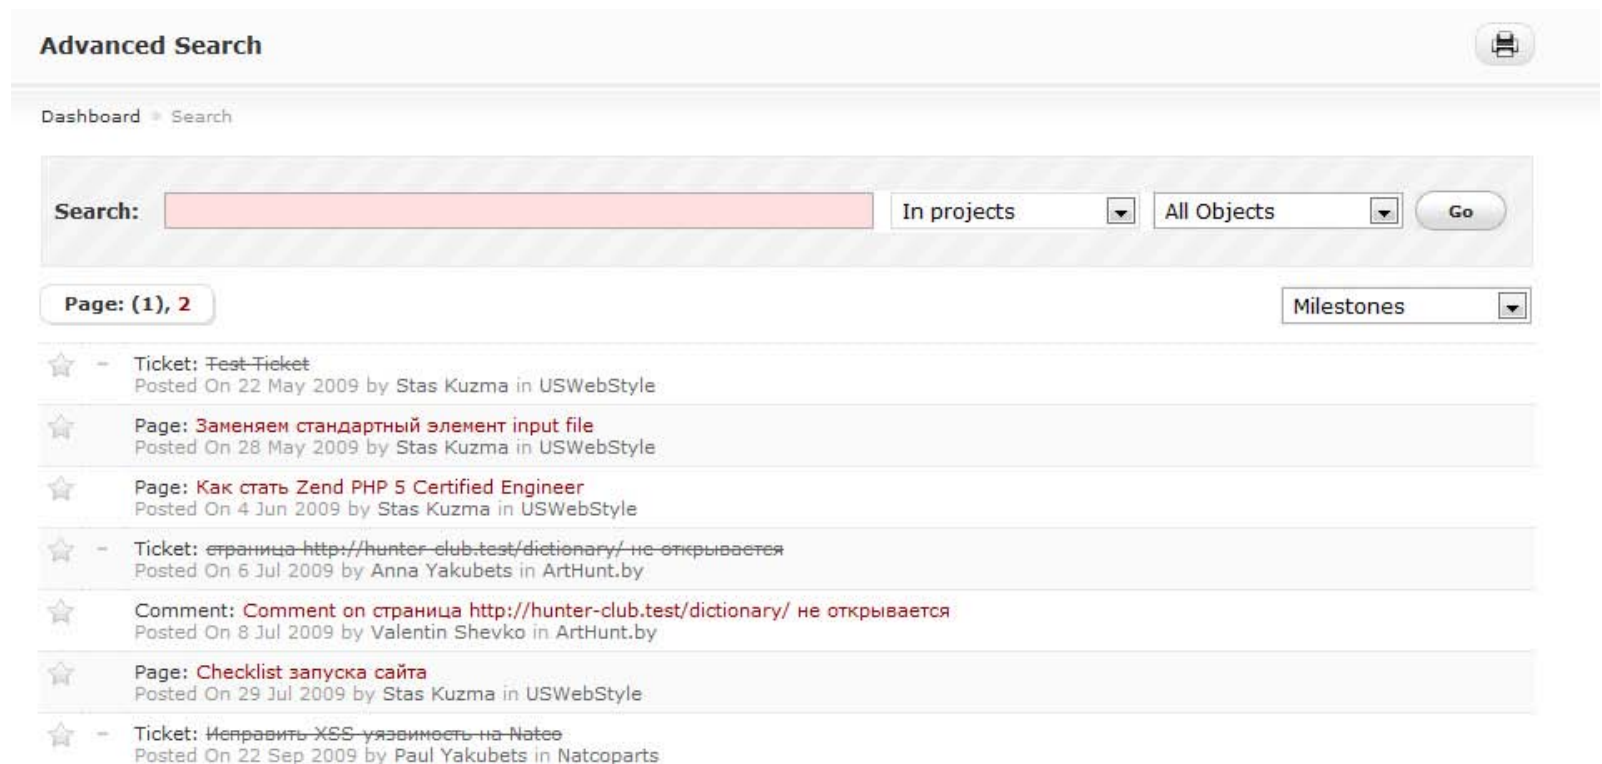 Advanced Search
Dashboard Search
Search: In projects All Objects Go
Page: (1), 2 Milestones
Ticket: Test Ticket
Posted On 22 May 2009 by Stas Kuzma in USWebStyle
Page: Заменяем стандартный элемент input file
Posted On 28 May 2009 by Stas Kuzma in USWebStyle
Page: Как стать Zend PHP 5 Certified Engineer
Posted On 4 Jun 2009 by Stas Kuzma in USWebStyle
Ticket: страница http://hunter-club.test/dictionary/ не открывается
Posted On 6 Jul 2009 by Anna Yakubets in ArtHunt.by
Comment: Comment on страница http://hunter-club.test/dictionary/ не открывается
Posted On 8 Jul 2009 by Valentin Shevko in ArtHunt.by
Page: Checklist запуска сайта
Posted On 29 Jul 2009 by Stas Kuzma in USWebStyle
Ticket: Исправить XSS уязвимость на Natco
Posted On 22 Sep 2009 by Paul Yakubets in Natcoparts